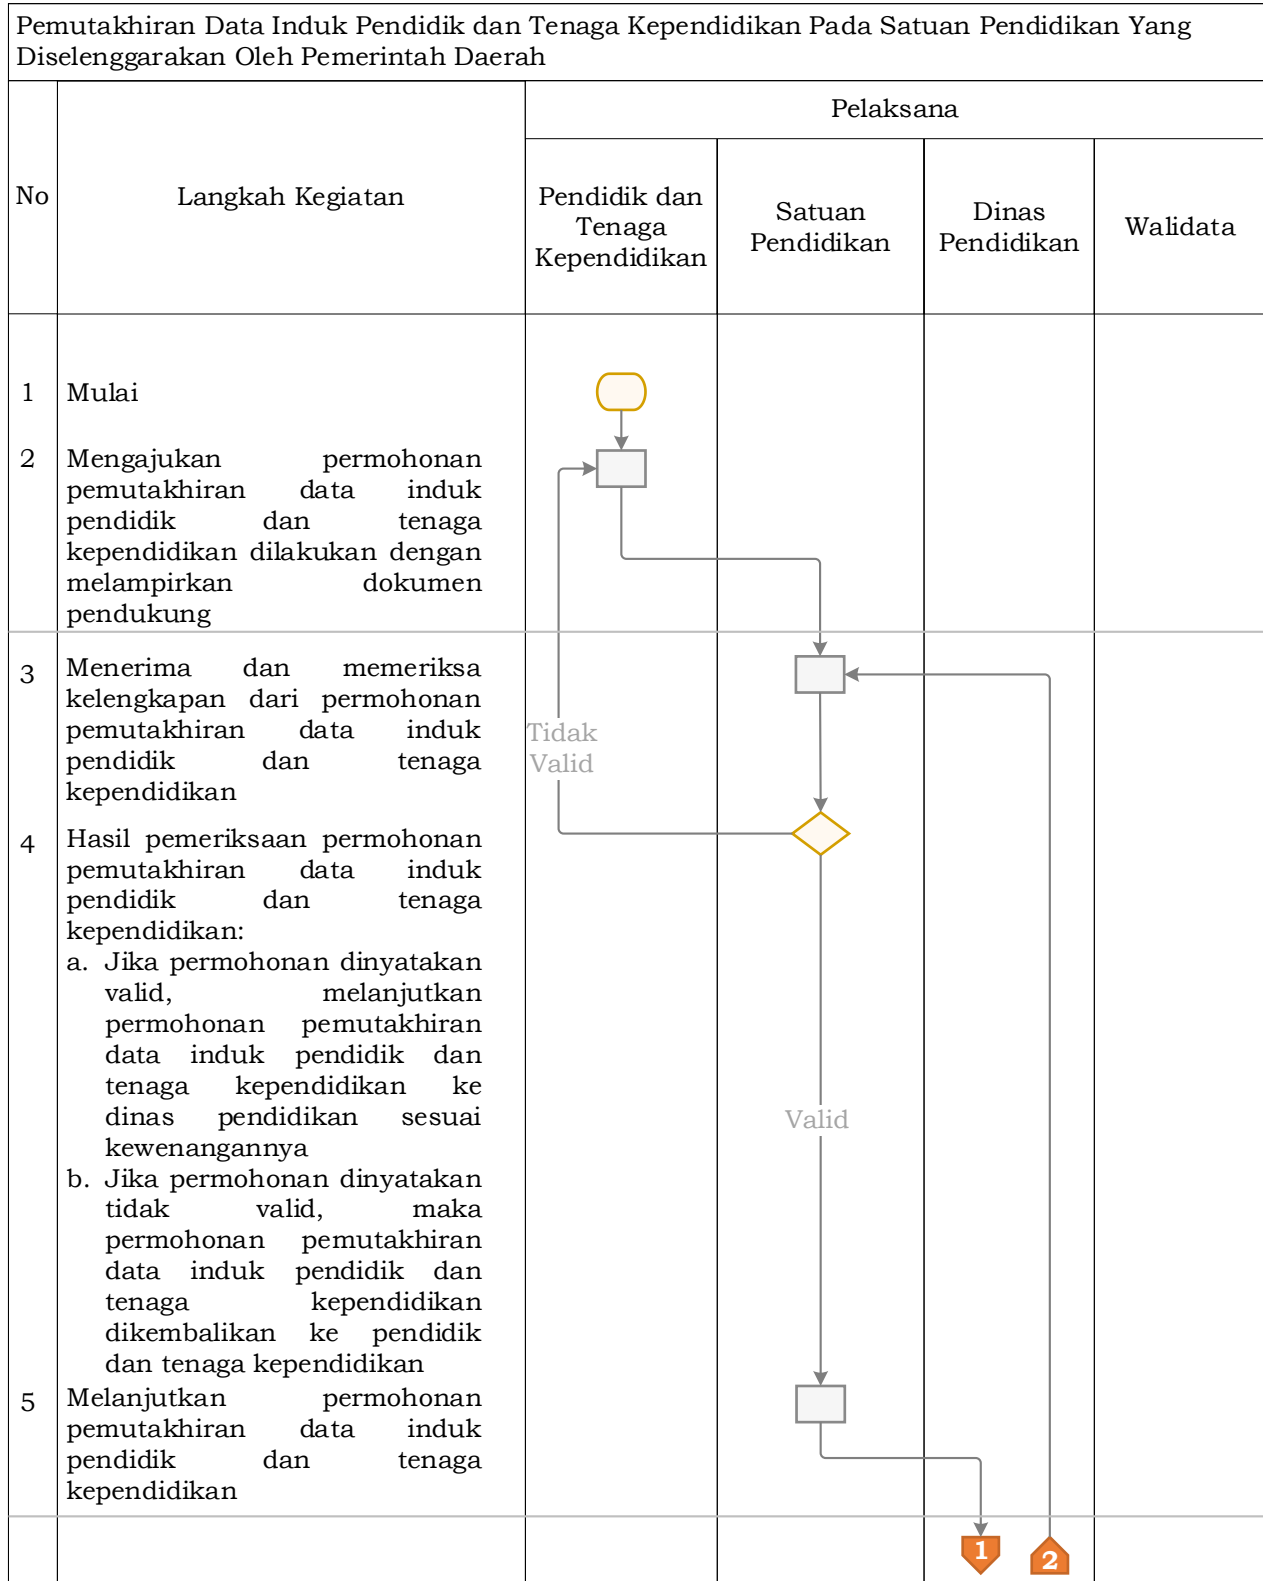 Pemutakhiran Data Induk Pendidik dan Tenaga Kependidikan Pada Satuan Pendidikan Yang
Diselenggarakan Oleh Pemerintah Daerah
No
Langkah Kegiatan
Pelaksana
Pendidik dan
Tenaga
Kependidikan
Satuan
Pendidikan
Dinas
Pendidikan
Walidata
1 Mulai
2 Mengajukan permohonan
pemutakhiran data induk
pendidik dan tenaga
kependidikan dilakukan dengan
melampirkan dokumen
pendukung
3 Menerima dan memeriksa
kelengkapan dari permohonan
pemutakhiran data induk
pendidik dan tenaga
kependidikan
Tidak
Valid
4 Hasil pemeriksaan permohonan
pemutakhiran data induk
pendidik dan tenaga
kependidikan:
a. Jika permohonan dinyatakan
valid, melanjutkan
permohonan pemutakhiran
data induk pendidik dan
tenaga kependidikan ke
dinas pendidikan sesuai
kewenangannya
Valid
b. Jika permohonan dinyatakan
tidak valid, maka
permohonan pemutakhiran
data induk pendidik dan
tenaga kependidikan
dikembalikan ke pendidik
dan tenaga kependidikan
5 Melanjutkan permohonan
pemutakhiran data induk
pendidik dan tenaga
kependidikan
1
2